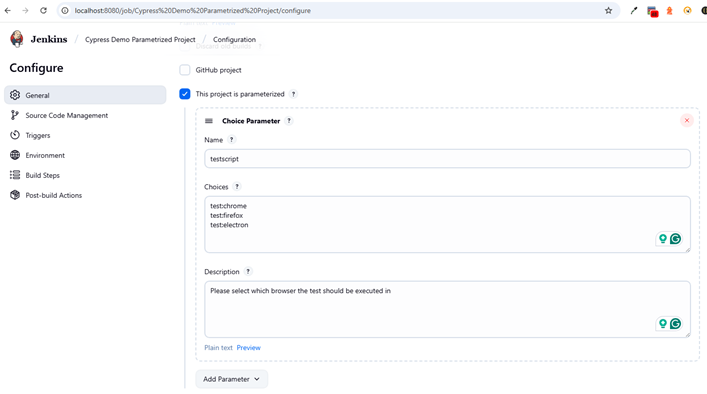 localhost:8080/job/Cypress%20Demo%20Parametrized%20Project/configure
Jenkins / Cypress Demo Parametrized Project / Configuration
Configure
General
Source Code Management
Triggers
Environment
Build Steps
Post-build Actions
Discard old builds ?
GitHub project
This project is parameterized ?
Choice Parameter ?
Name ?
testscript
Choices ?
test:chrome
test:firefox
test:electron
Description ?
Please select which browser the test should be executed in
Plain text Preview
Add Parameter